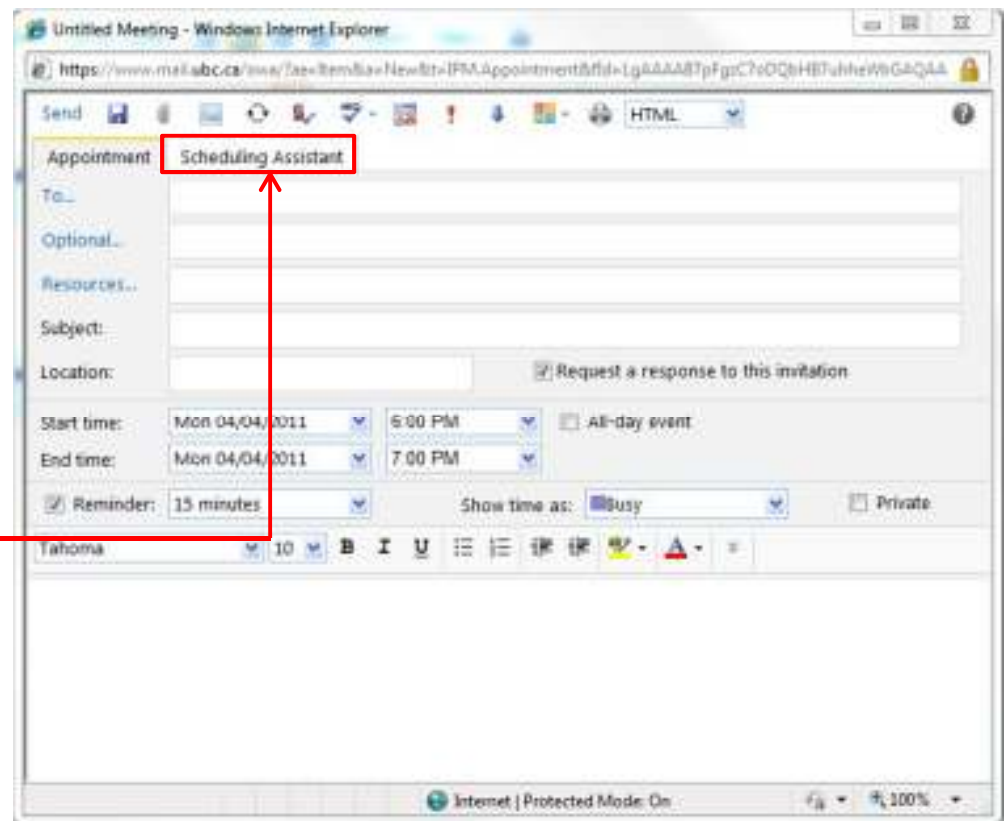 Untitled Meeting - Windows Internet Explorer
Send HTML
Appointment Scheduling Assistant
To...
Optional...
Resources...
Subject:
Location: Request a response to this invitation
Start time: Mon 04/04/2011 6:00 PM All-day event
End time: Mon 04/04/2011 7:00 PM
Reminder: 15 minutes Show time as: Busy Private
Tahoma 10 B I U A
Internet | Protected Mode: On 100%